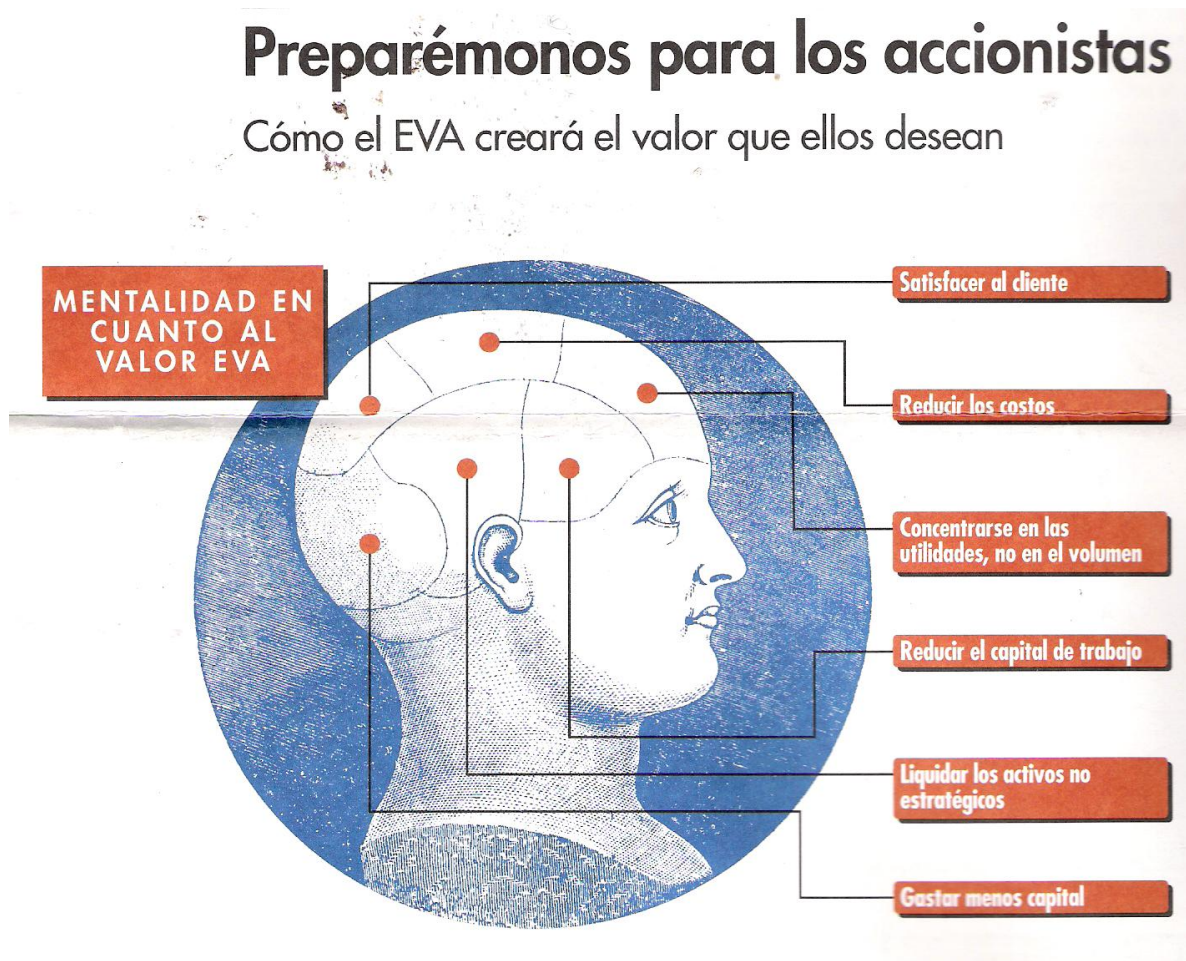 Preparémonos para los accionistas
Cómo el EVA creará el valor que ellos desean
MENTALIDAD EN
CUANTO AL
VALOR EVA
Satisfacer al cliente
Reducir los costos
Concentrarse en las
utilidades, no en el volumen
Reducir el capital de trabajo
Liquidar los activos no
estratégicos
Gastar menos capital